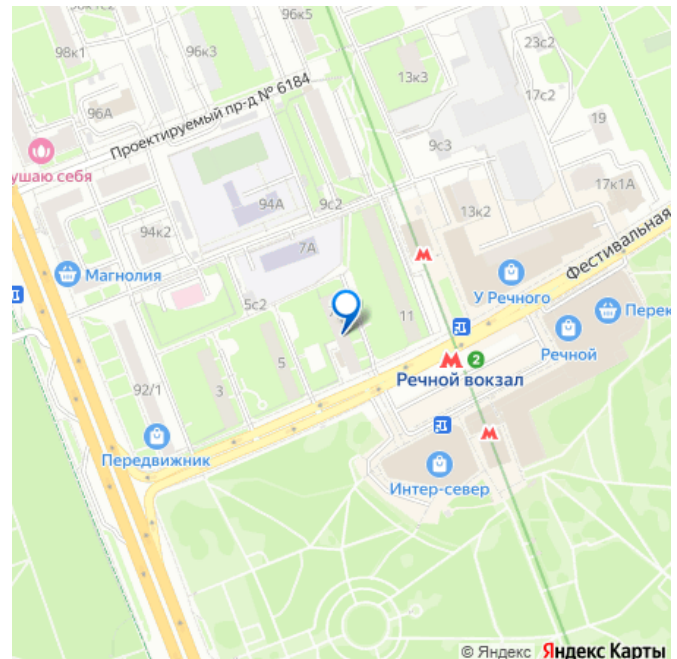 96к5
98к1
96к3
13к3
Проектируемый пр-д № 6184
17с2
96А
19
9с3
ушаю себя
17к1А
94А
9с2
13к2
94к2
7А
Фестивальная
Магнолия
У Речного
5с2
Перек
11
Речной
5
2
Речной вокзал
92/1
3
Передвижник
Интер-север
© Яндекс Яндекс Карты